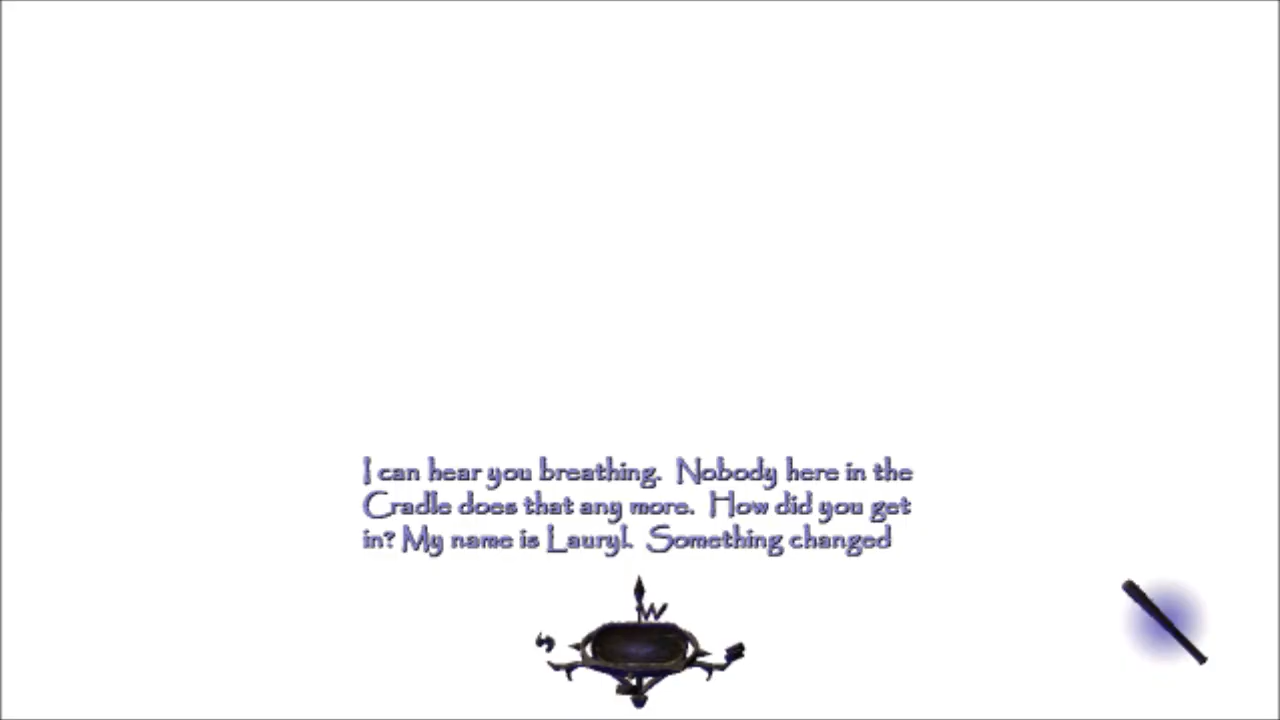 I can hear you breathing.  Nobody here in the
Cradle does that any more.  How did you get
in? My name is Lauryl.  Something changed
W
S